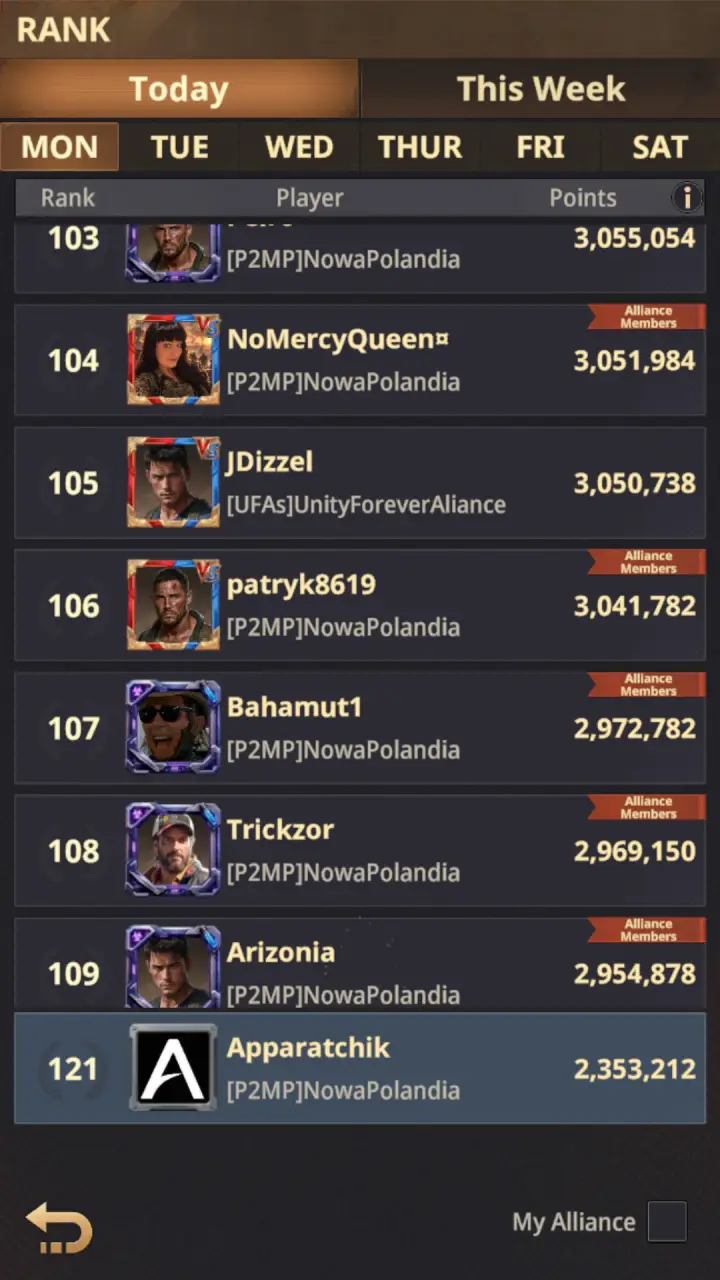 RANK
Today
This Week
MON
TUE
WED
THUR
FRI
SAT
Rank
Player
Points
103
[P2MP]NowaPolandia
3,055,054
Alliance
Members
104
NoMercyQueen¤
[P2MP]NowaPolandia
3,051,984
105
JDizzel
[UFAs]UnityForeverAliance
3,050,738
Alliance
Members
106
patryk8619
[P2MP]NowaPolandia
3,041,782
Alliance
Members
107
Bahamut1
[P2MP]NowaPolandia
2,972,782
Alliance
Members
108
Trickzor
[P2MP]NowaPolandia
2,969,150
Alliance
Members
109
Arizonia
[P2MP]NowaPolandia
2,954,878
121
Apparatchik
[P2MP]NowaPolandia
2,353,212
My Alliance